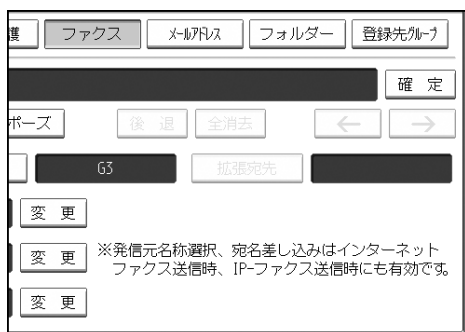 護 ファクス メールアドレス フォルダー 登録先グループ
確 定
ポーズ 後 退 全消去 ← →
G3 拡張宛先
変 更
変 更 ※発信元名称選択、宛名差し込みはインターネット
ファクス送信時、IP-ファクス送信時にも有効です。
変 更